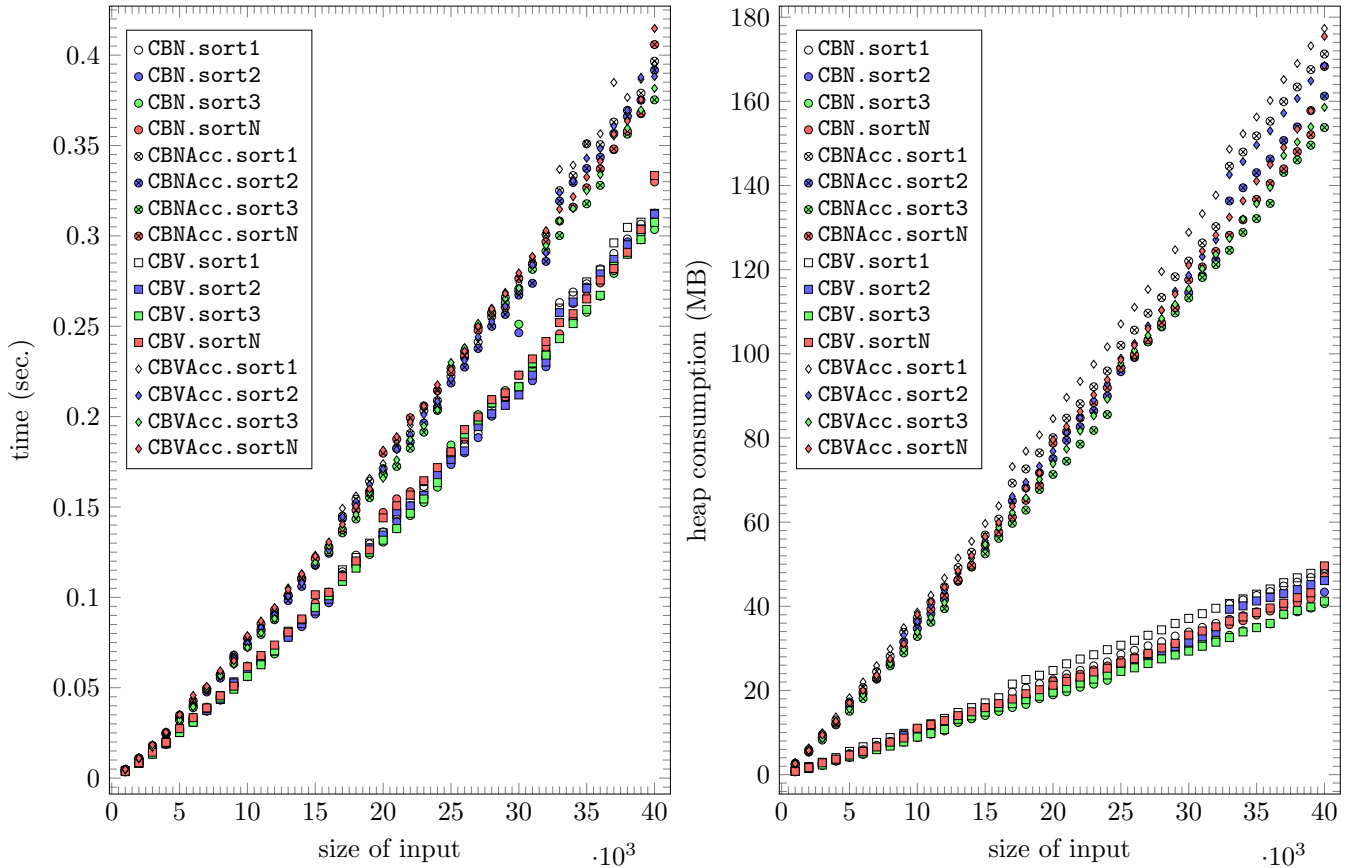 0.4
0.35
0.3
0.25
0.2
0.15
0.1
0.05
0
time (sec.)
CBN.sort1
CBN.sort2
CBN.sort3
CBN.sortN
CBNAcc.sort1
CBNAcc.sort2
CBNAcc.sort3
CBNAcc.sortN
CBV.sort1
CBV.sort2
CBV.sort3
CBV.sortN
CBVAcc.sort1
CBVAcc.sort2
CBVAcc.sort3
CBVAcc.sortN
0 5 10 15 20 25 30 35 40
size of input
·10³
180
160
140
120
100
80
60
40
20
0
heap consumption (MB)
CBN.sort1
CBN.sort2
CBN.sort3
CBN.sortN
CBNAcc.sort1
CBNAcc.sort2
CBNAcc.sort3
CBNAcc.sortN
CBV.sort1
CBV.sort2
CBV.sort3
CBV.sortN
CBVAcc.sort1
CBVAcc.sort2
CBVAcc.sort3
CBVAcc.sortN
0 5 10 15 20 25 30 35 40
size of input
·10³